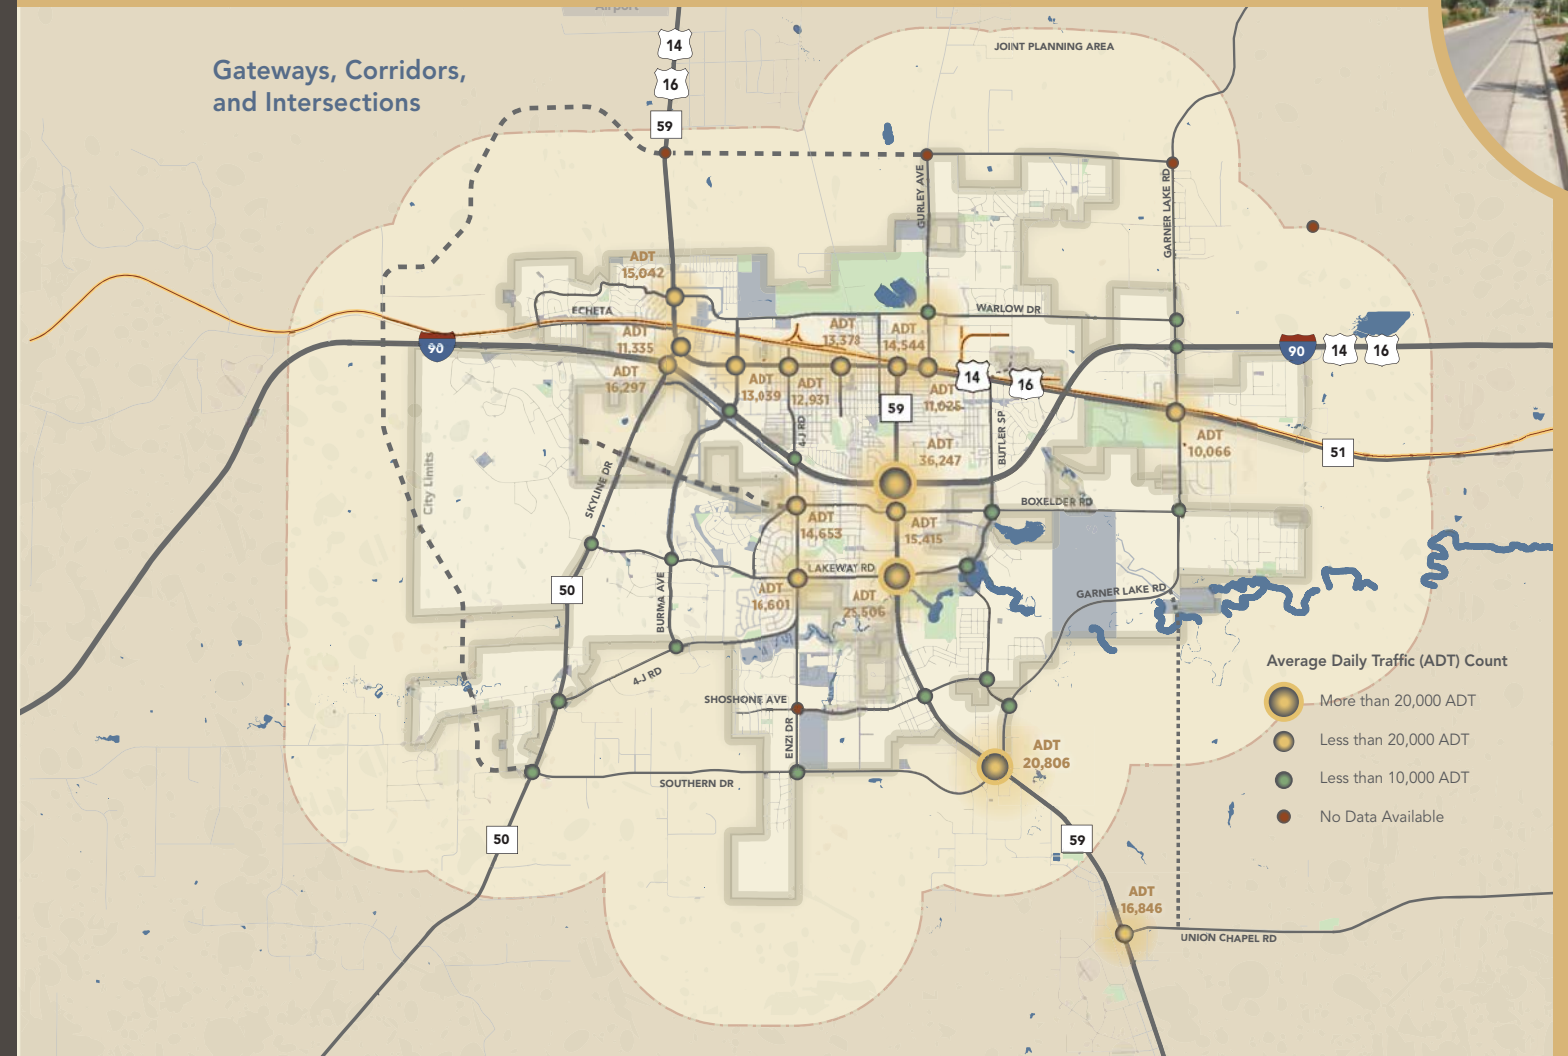 Airport
14
16
59
JOINT PLANNING AREA
Gateways, Corridors,
and Intersections
GURLEY AVE
GARNER LAKE RD
ADT
15,042
ECHETA
WARLOW DR
ADT
11,335
ADT
13,378
ADT
14,544
90
90
14
16
ADT
16,297
ADT
13,039
ADT
12,931
14
16
ADT
11,025
59
4-J RD
BUTLER SP
ADT
36,247
ADT
10,066
51
City Limits
SKYLINE DR
BOXELDER RD
ADT
14,653
ADT
15,415
LAKEWAY RD
50
BURMA AVE
ADT
16,601
ADT
25,506
GARNER LAKE RD
4-J RD
SHOSHONE AVE
ENZI DR
SOUTHERN DR
ADT
20,806
Average Daily Traffic (ADT) Count
More than 20,000 ADT
Less than 20,000 ADT
Less than 10,000 ADT
No Data Available
50
59
ADT
16,846
UNION CHAPEL RD